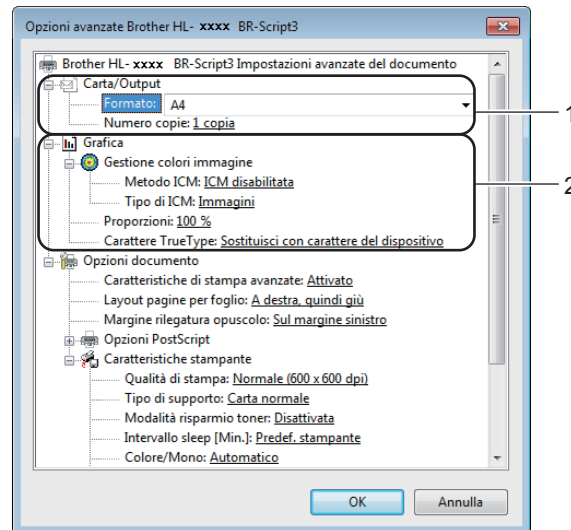 Opzioni avanzate Brother HL- xxxx BR-Script3
Brother HL- xxxx BR-Script3 Impostazioni avanzate del documento
Carta/Output
Formato: A4
Numero copie: 1 copia
1
Grafica
Gestione colori immagine
Metodo ICM: ICM disabilitata
2
Tipo di ICM: Immagini
Proporzioni: 100 %
Carattere TrueType: Sostituisci con carattere del dispositivo
Opzioni documento
Caratteristiche di stampa avanzate: Attivato
Layout pagine per foglio: A destra, quindi giù
Margine rilegatura opuscolo: Sul margine sinistro
Opzioni PostScript
Caratteristiche stampante
Qualità di stampa: Normale (600 x 600 dpi)
Tipo di supporto: Carta normale
Modalità risparmio toner: Disattivata
Intervallo sleep [Min.]: Predef. stampante
Colore/Mono: Automatico
OK Annulla